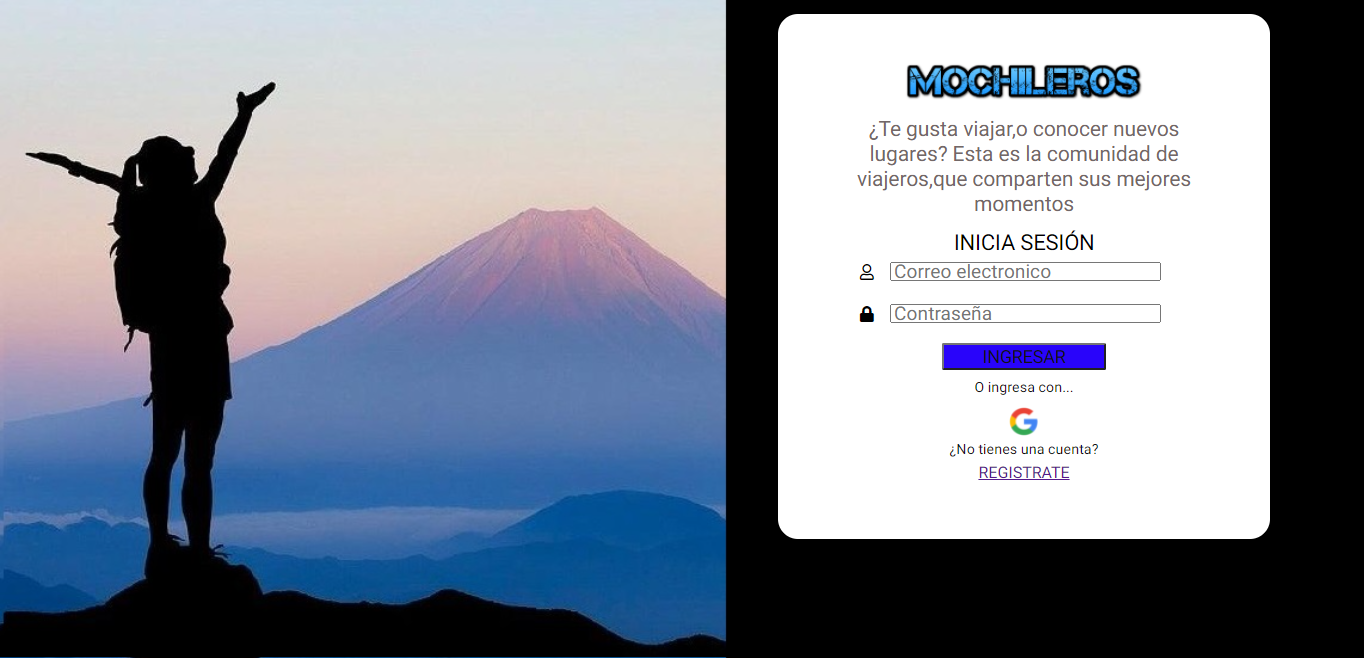 MOCHILEROS
¿Te gusta viajar,o conocer nuevos
lugares? Esta es la comunidad de
viajeros,que comparten sus mejores
momentos
INICIA SESIÓN
Correo electronico
Contraseña
INGRESAR
O ingresa con...
¿No tienes una cuenta?
REGISTRATE